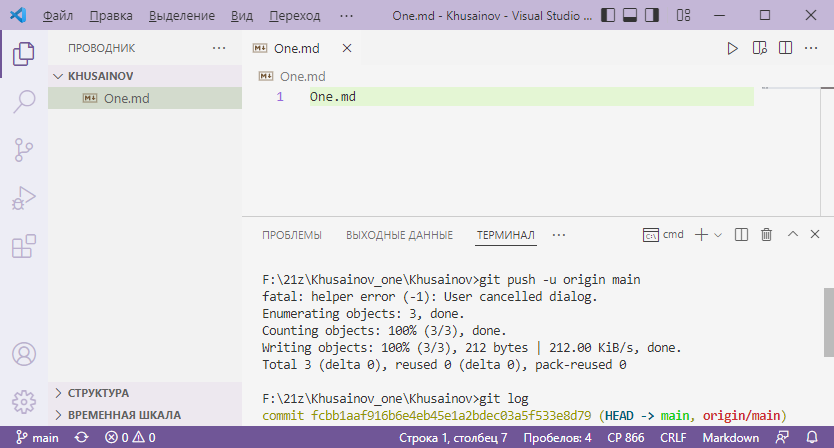 Файл Правка Выделение Вид Переход ··· One.md - Khusainov - Visual Studio ...
ПРОВОДНИК ···
KHUSAINOV
One.md
СТРУКТУРА
ВРЕМЕННАЯ ШКАЛА
One.md
One.md
1 One.md
ПРОБЛЕМЫ ВЫХОДНЫЕ ДАННЫЕ ТЕРМИНАЛ ··· cmd
F:\21z\Khusainov_one\Khusainov>git push -u origin main
fatal: helper error (-1): User cancelled dialog.
Enumerating objects: 3, done.
Counting objects: 100% (3/3), done.
Writing objects: 100% (3/3), 212 bytes | 212.00 KiB/s, done.
Total 3 (delta 0), reused 0 (delta 0), pack-reused 0
F:\21z\Khusainov_one\Khusainov>git log
commit fcbb1aaf916b6e4eb45e1a2bdec03a5f533e8d79 (HEAD -> main, origin/main)
main 0 0 Строка 1, столбец 7 Пробелов: 4 CP 866 CRLF Markdown